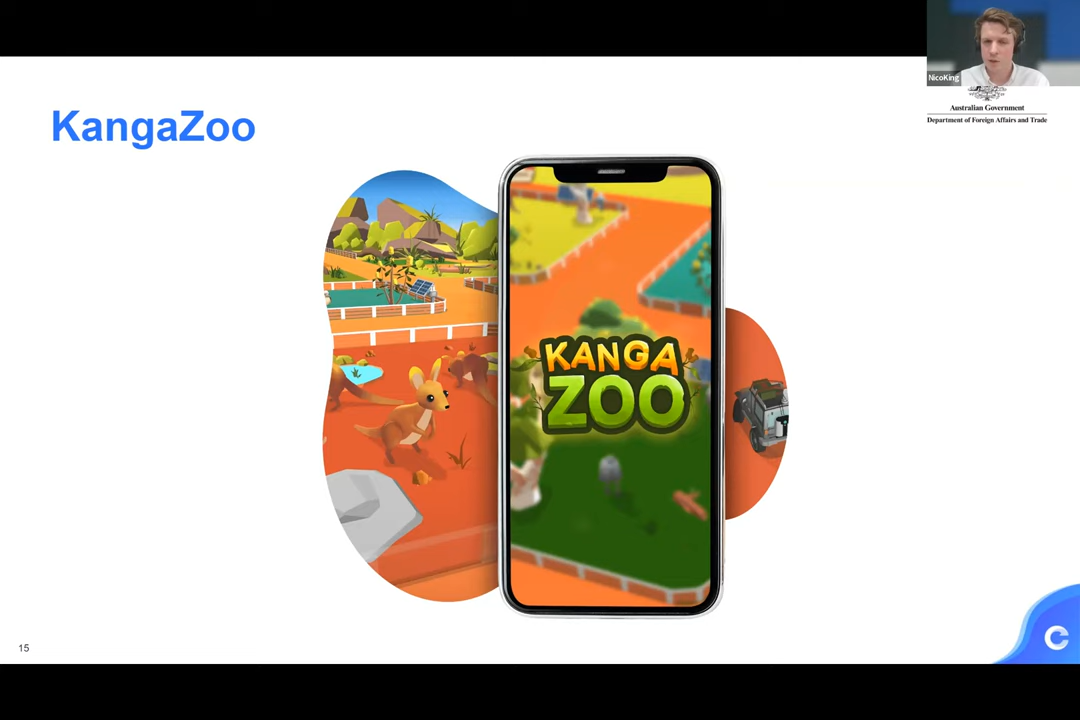 NicoKing
Australian Government
Department of Foreign Affairs and Trade
KangaZoo
KANGA
ZOO
15
C